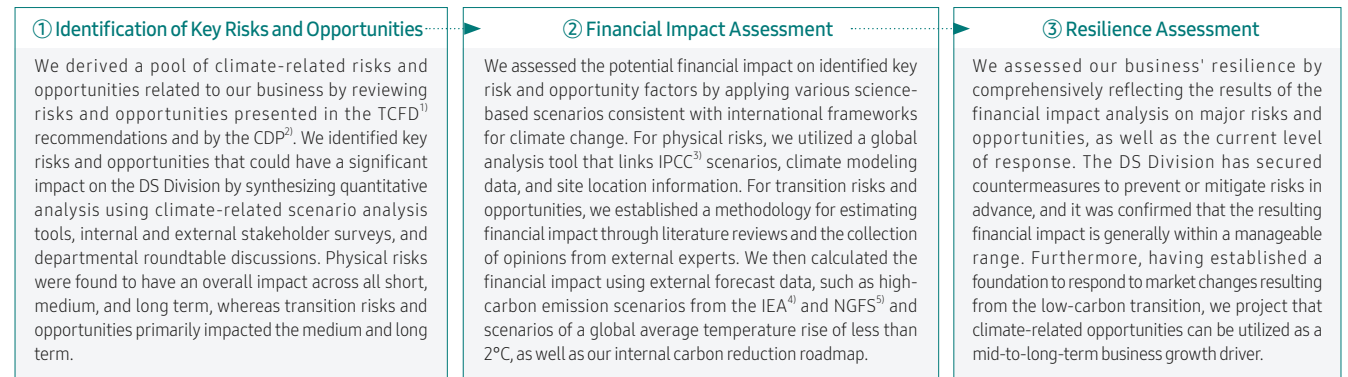 ① Identification of Key Risks and Opportunities
We derived a pool of climate-related risks and
opportunities related to our business by reviewing
risks and opportunities presented in the TCFD1)
recommendations and by the CDP2). We identified key
risks and opportunities that could have a significant
impact on the DS Division by synthesizing quantitative
analysis using climate-related scenario analysis
tools, internal and external stakeholder surveys, and
departmental roundtable discussions. Physical risks
were found to have an overall impact across all short,
medium, and long term, whereas transition risks and
opportunities primarily impacted the medium and long
term.
② Financial Impact Assessment
We assessed the potential financial impact on identified key
risk and opportunity factors by applying various science-
based scenarios consistent with international frameworks
for climate change. For physical risks, we utilized a global
analysis tool that links IPCC3) scenarios, climate modeling
data, and site location information. For transition risks and
opportunities, we established a methodology for estimating
financial impact through literature reviews and the collection
of opinions from external experts. We then calculated the
financial impact using external forecast data, such as high-
carbon emission scenarios from the IEA4) and NGFS5) and
scenarios of a global average temperature rise of less than
2°C, as well as our internal carbon reduction roadmap.
③ Resilience Assessment
We assessed our business' resilience by
comprehensively reflecting the results of the
financial impact analysis on major risks and
opportunities, as well as the current level
of response. The DS Division has secured
countermeasures to prevent or mitigate risks in
advance, and it was confirmed that the resulting
financial impact is generally within a manageable
range. Furthermore, having established a
foundation to respond to market changes resulting
from the low-carbon transition, we project that
climate-related opportunities can be utilized as a
mid-to-long-term business growth driver.